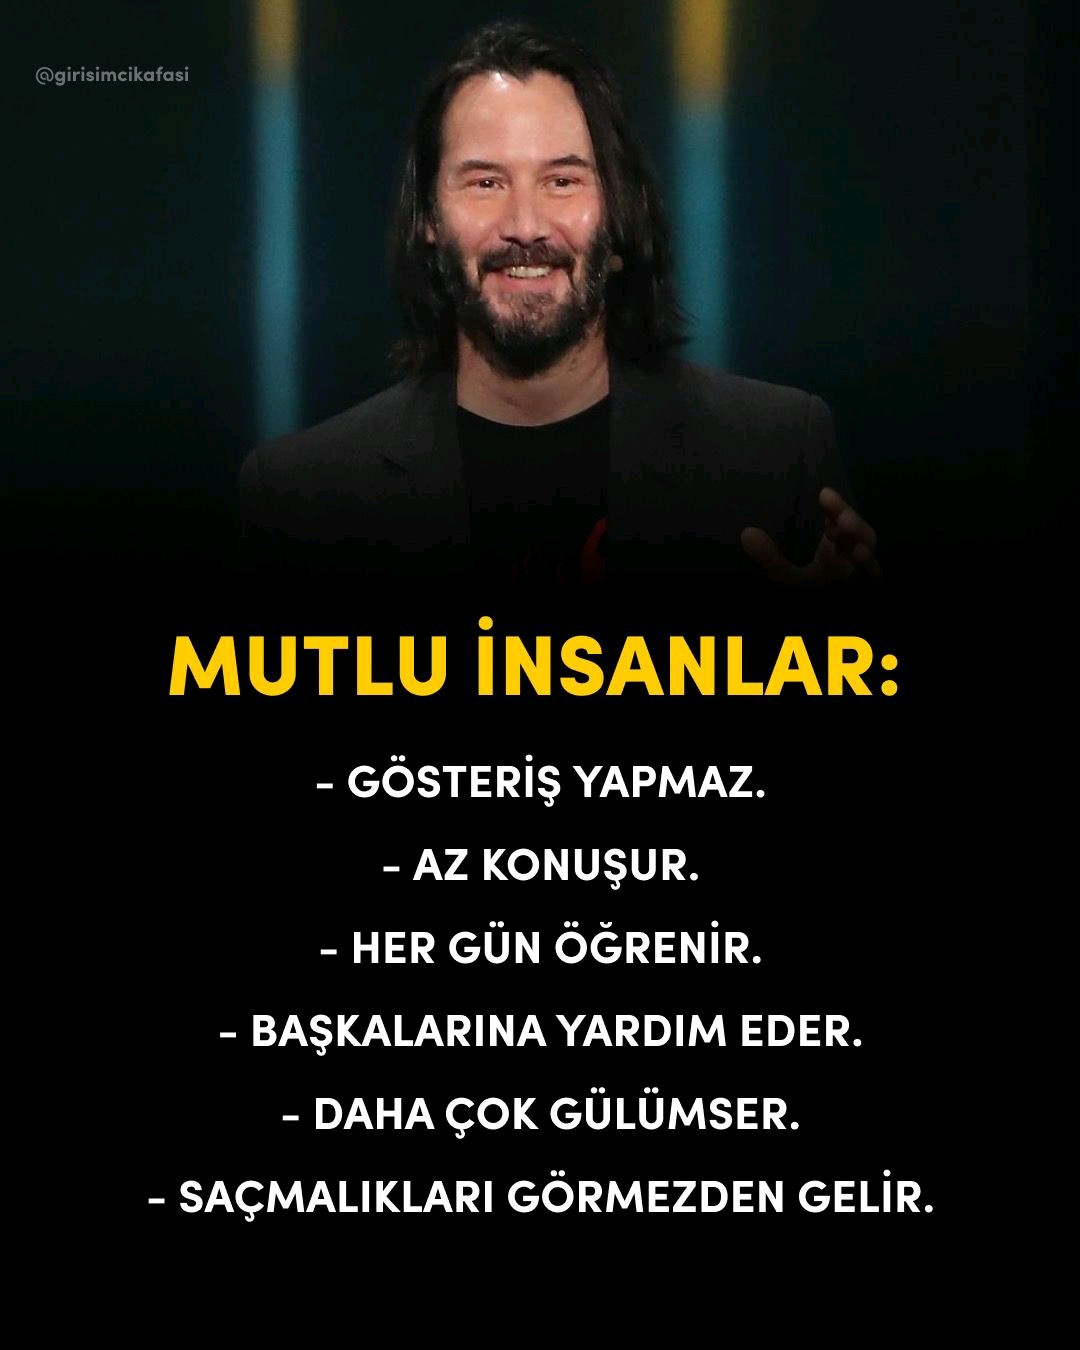 @girisimcikafasi
MUTLU İNSANLAR:
- GÖSTERİŞ YAPMAZ.
- AZ KONUŞUR.
- HER GÜN ÖĞRENİR.
- BAŞKALARINA YARDIM EDER.
- DAHA ÇOK GÜLÜMSER.
- SAÇMALIKLARI GÖRMEZDEN GELİR.